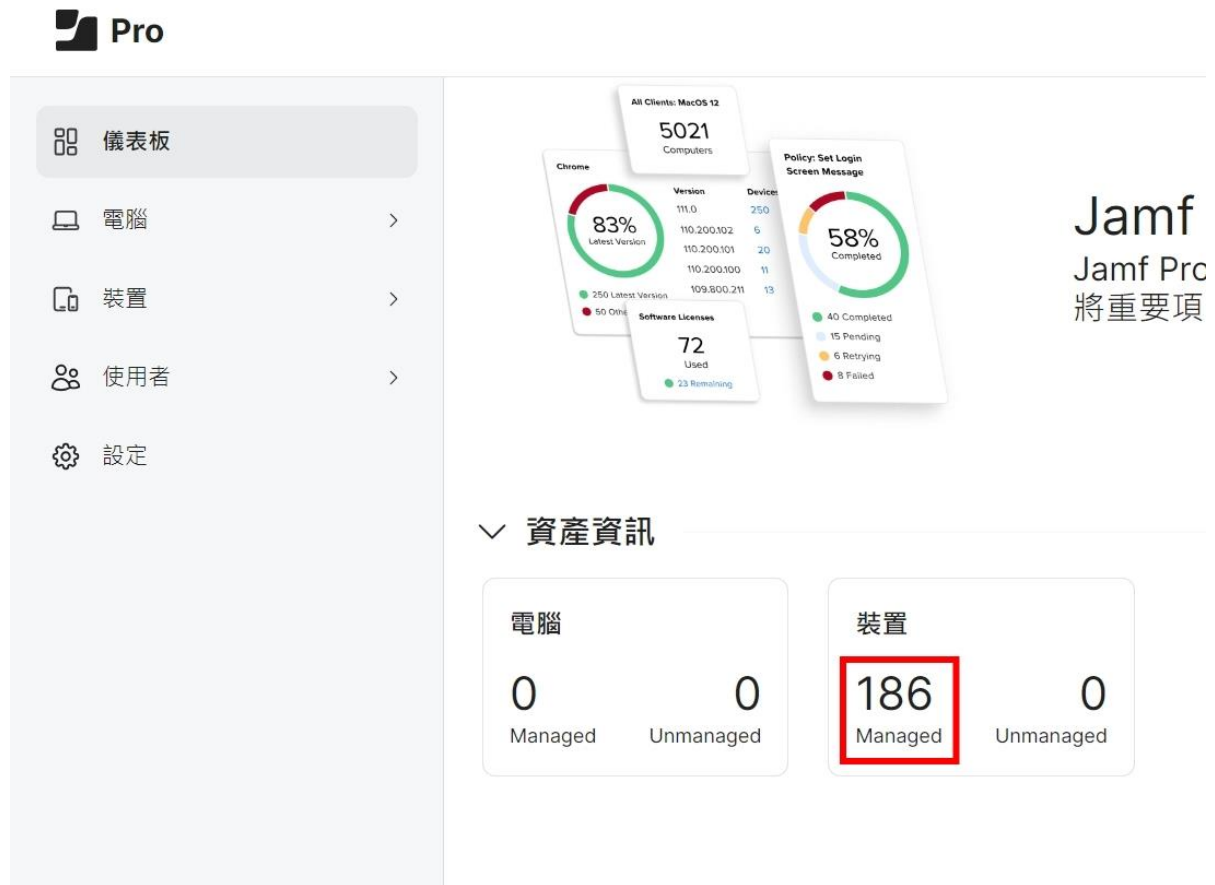 Pro
儀表板
電腦
裝置
使用者
設定
All Clients: MacOS 12
5021
Computers
Chrome
83%
Latest Version
250 Latest Version
50 Othe
Version Devices
111.0 250
110.200.102 6
110.200.101 20
110.200.100 11
109.800.211 13
Software Licenses
72
Used
23 Remaining
Policy: Set Login
Screen Message
58%
Completed
40 Completed
15 Pending
6 Retrying
8 Failed
Jamf
Jamf Pro
將重要項
資產資訊
電腦
0 0
Managed Unmanaged
裝置
186 0
Managed Unmanaged